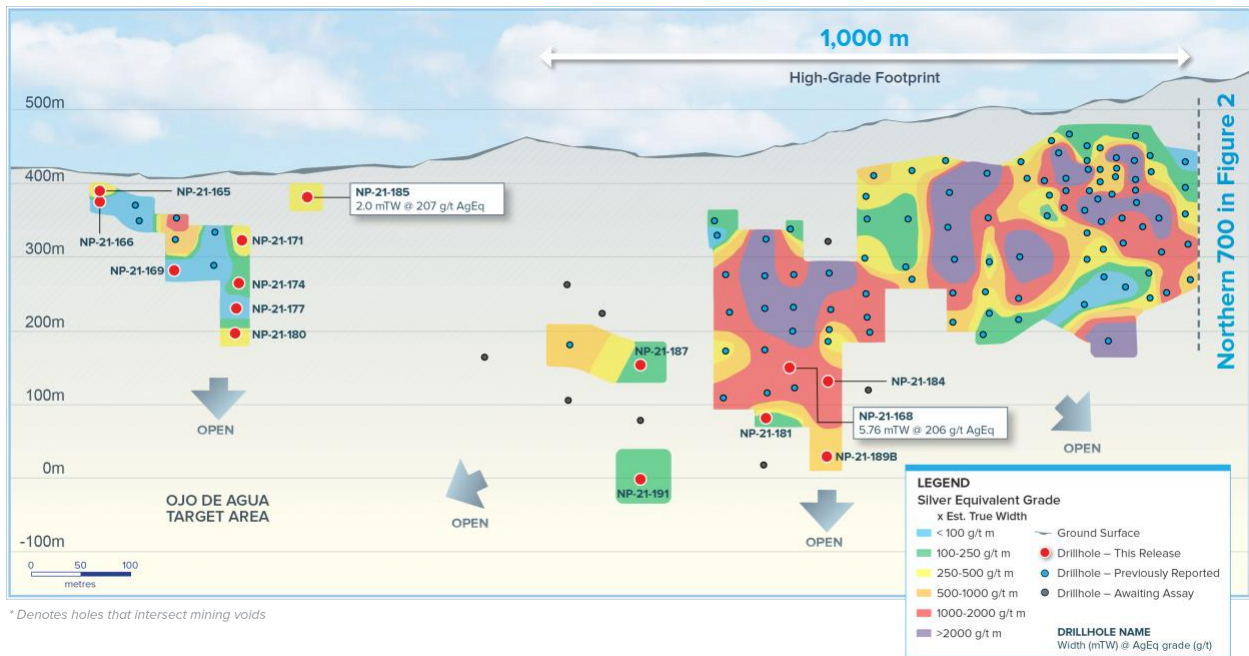 1,000 m
High-Grade Footprint
500m
400m
300m
200m
100m
0m
-100m
NP-21-165
NP-21-166
NP-21-185
2.0 mTW @ 207 g/t AgEq
NP-21-171
NP-21-169
NP-21-174
NP-21-177
NP-21-180
NP-21-187
NP-21-184
NP-21-168
5.76 mTW @ 206 g/t AgEq
NP-21-181
NP-21-189B
NP-21-191
OPEN
OPEN
OPEN
OPEN
OJO DE AGUA
TARGET AREA
Northern 700 in Figure 2
0 50 100
metres
LEGEND
Silver Equivalent Grade
x Est. True Width
< 100 g/t m
100-250 g/t m
250-500 g/t m
500-1000 g/t m
1000-2000 g/t m
>2000 g/t m
Ground Surface
Drillhole – This Release
Drillhole – Previously Reported
Drillhole – Awaiting Assay
DRILLHOLE NAME
Width (mTW) @ AgEq grade (g/t)
* Denotes holes that intersect mining voids